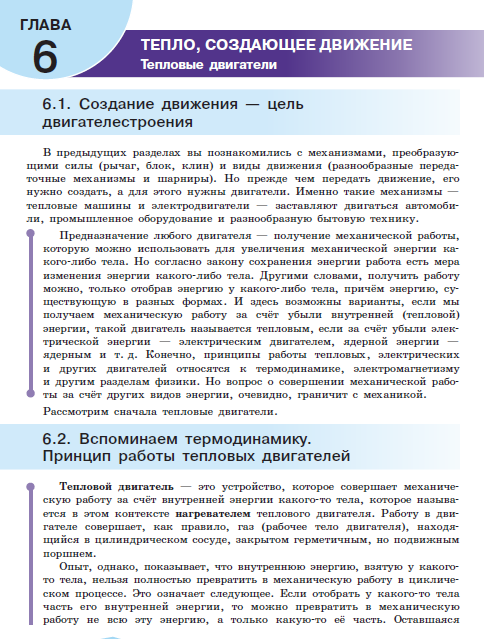 ГЛАВА
6
ТЕПЛО, СОЗДАЮЩЕЕ ДВИЖЕНИЕ
Тепловые двигатели
6.1. Создание движения — цель
двигателестроения
В предыдущих разделах вы познакомились с механизмами, преобразую-
щими силы (рычаг, блок, клин) и виды движения (разнообразные переда-
точные механизмы и шарниры). Но прежде чем передать движение, его
нужно создать, а для этого нужны двигатели. Именно такие механизмы —
тепловые машины и электродвигатели — заставляют двигаться автомоби-
ли, промышленное оборудование и разнообразную бытовую технику.
Предназначение любого двигателя — получение механической работы,
которую можно использовать для увеличения механической энергии ка-
кого-либо тела. Но согласно закону сохранения энергии работа есть мера
изменения энергии какого-либо тела. Другими словами, получить работу
можно, только отобрав энергию у какого-либо тела, причём энергию, су-
ществующую в разных формах. И здесь возможны варианты, если мы
получаем механическую работу за счёт убыли внутренней (тепловой)
энергии, такой двигатель называется тепловым, если за счёт убыли элек-
трической энергии — электрическим двигателем, ядерной энергии —
ядерным и т. д. Конечно, принципы работы тепловых, электрических
и других двигателей относятся к термодинамике, электромагнетизму
и другим разделам физики. Но вопрос о совершении механической рабо-
ты за счёт других видов энергии, очевидно, граничит с механикой.
Рассмотрим сначала тепловые двигатели.
6.2. Вспоминаем термодинамику.
Принцип работы тепловых двигателей
Тепловой двигатель — это устройство, которое совершает механиче-
скую работу за счёт внутренней энергии какого-то тела, которое называ-
ется в этом контексте нагревателем теплового двигателя. Работу в дви-
гателе совершает, как правило, газ (рабочее тело двигателя), находя-
щийся в цилиндрическом сосуде, закрытом герметичным, но подвижным
поршнем.
Опыт, однако, показывает, что внутреннюю энергию, взятую у какого-
то тела, нельзя полностью превратить в механическую работу в цикличе-
ском процессе. Это означает следующее. Если отобрать у какого-то тела
часть его внутренней энергии, то можно превратить в механическую
работу не всю эту энергию, а только какую-то её часть. Оставшаяся